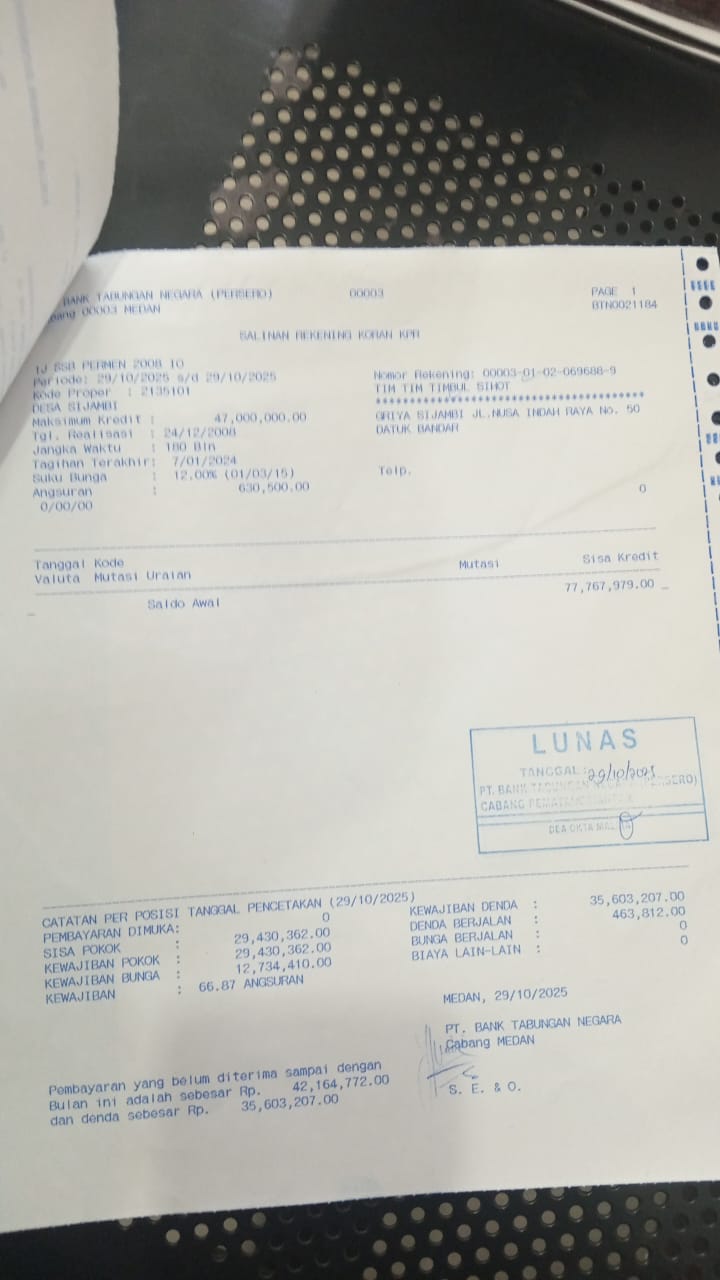 BANK TABUNGAN NEGARA (PERSERO) 00003 PAGE 1
00003 MEDAN BTN0021184
SALINAN REKENING KORAN KPR
SSB PERMEN 2008 IO
Periode: 29/10/2025 s/d 29/10/2025 Nomor Rekening: 00003-01-02-069688-9
Kode Proper : 2135101 TIM TIM TIMBUL SIHOT
DESA SIJAMBI ****************************************
Maksimum Kredit : 47,000,000.00 GRIYA SIJAMBI JL.NUSA INDAH RAYA No. 50
Tgl. Realisasi : 24/12/2008 DATUK BANDAR
Jangka Waktu : 180 Bln
Tagihan Terakhir: 7/01/2024
Suku Bunga : 12.00% (01/03/15) Telp.
Angsuran : 630,500.00
0/00/00 0
Tanggal Kode Mutasi Sisa Kredit
Valuta Mutasi Uraian
Saldo Awal 77,767,979.00
LUNAS
TANGGAL : 29/10/2025
PT. BANK TABUNGAN NEGARA (PERSERO)
CABANG
DEA OKTA
CATATAN PER POSISI TANGGAL PENCETAKAN (29/10/2025)
PEMBAYARAN DIMUKA: 0 KEWAJIBAN DENDA : 35,603,207.00
SISA POKOK : 29,430,362.00 DENDA BERJALAN : 463,812.00
KEWAJIBAN POKOK : 29,430,362.00 BUNGA BERJALAN : 0
KEWAJIBAN BUNGA : 12,734,410.00 BIAYA LAIN-LAIN : 0
KEWAJIBAN : 66.87 ANGSURAN
MEDAN, 29/10/2025
PT. BANK TABUNGAN NEGARA
Cabang MEDAN
S. E. & O.
Pembayaran yang belum diterima sampai dengan
Bulan ini adalah sebesar Rp. 42,164,772.00
dan denda sebesar Rp. 35,603,207.00